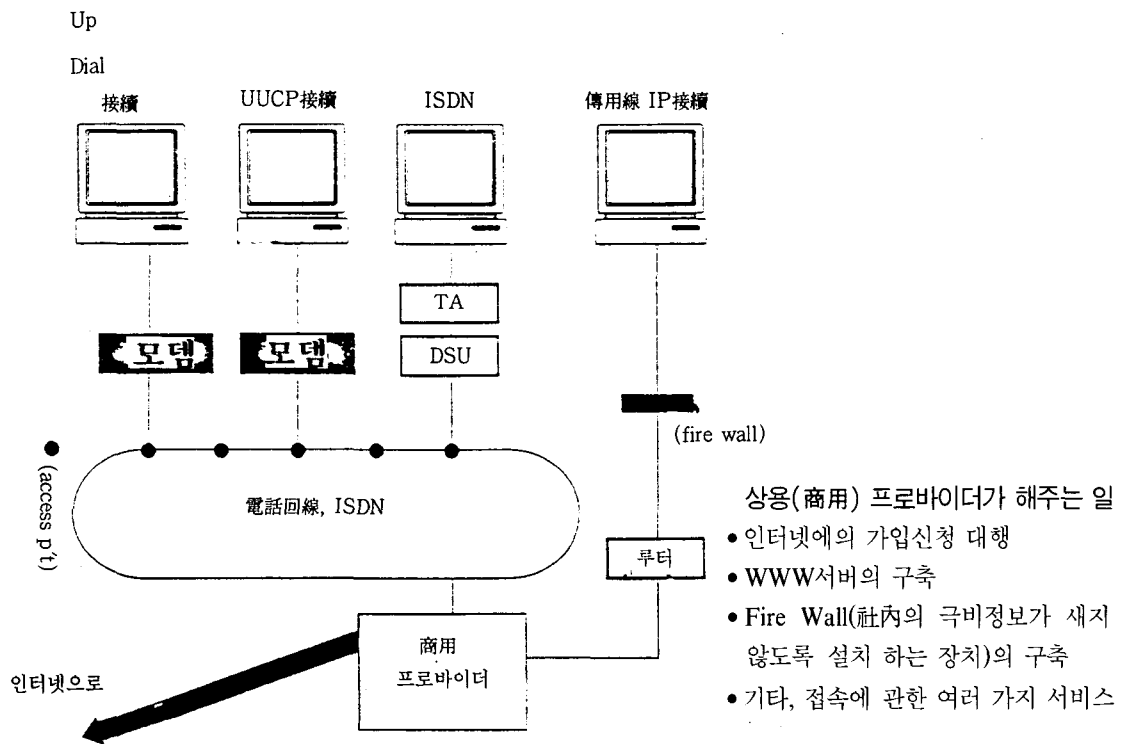 Up
Dial
接續
UUCP接續
ISDN
傳用線 IP接續
TA
모뎀
모뎀
DSU
(fire wall)
(access p't)
電話回線, ISDN
루터
商用
프로바이더
인터넷으로
상용(商用) 프로바이더가 해주는 일
• 인터넷에의 가입신청 대행
• WWW서버의 구축
• Fire Wall(社內의 극비정보가 새지
않도록 설치 하는 장치)의 구축
• 기타, 접속에 관한 여러 가지 서비스